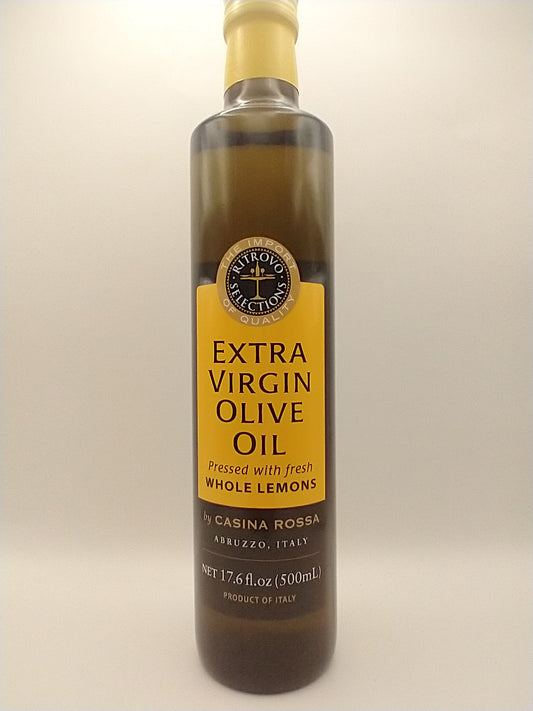 THE IMPORT
RITROVO
SELECTIONS
OF QUALITY
EXTRA
VIRGIN
OLIVE
OIL
Pressed with fresh
WHOLE LEMONS
by CASINA ROSSA
ABRUZZO, ITALY
NET 17.6 fl.oz (500mL)
PRODUCT OF ITALY